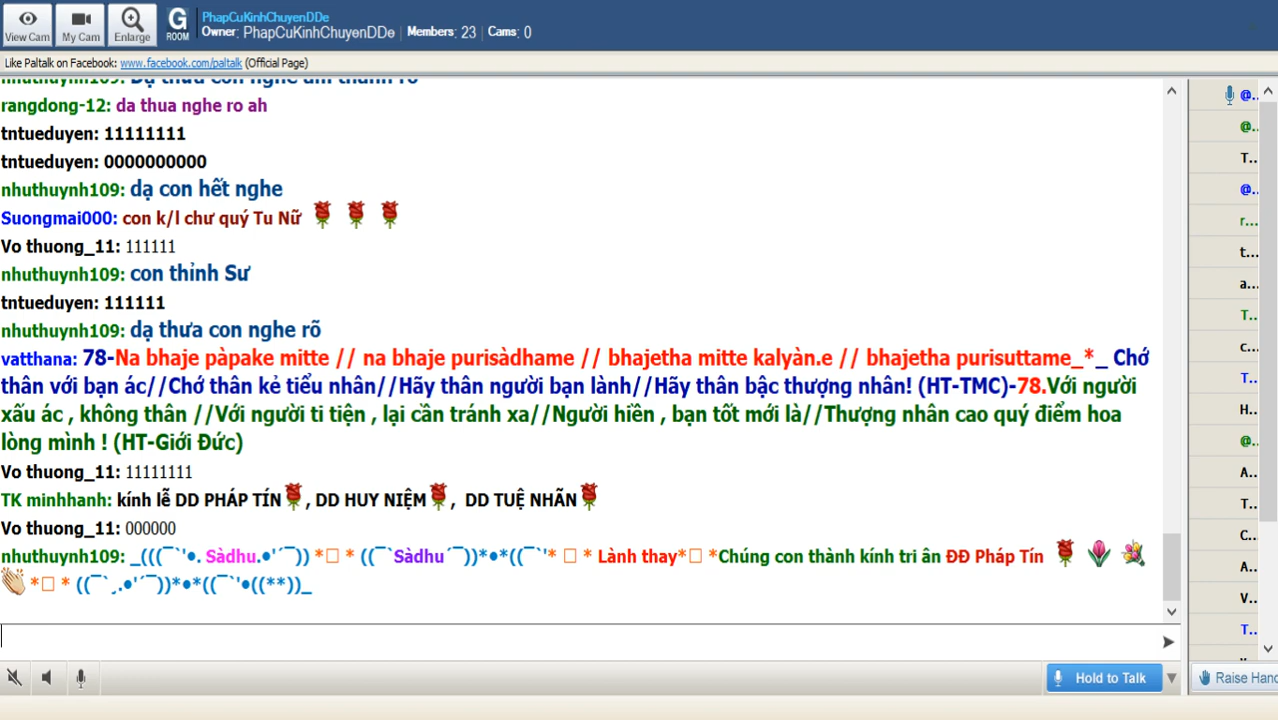 View Cam
My Cam
Enlarge
G
ROOM
PhapCuKinhChuyenDDe
Owner: PhapCuKinhChuyenDDe | Members: 23 | Cams: 0
Like Paltalk on Facebook: www.facebook.com/paltalk (Official Page)
nhuthuynh109: Dạ thưa con nghe âm thanh rõ
rangdong-12: da thua nghe ro ah
tntueduyen: 11111111
tntueduyen: 0000000000
nhuthuynh109: dạ con hết nghe
Suongmai000: con k/l chư quý Tu Nữ
Vo thuong_11: 111111
nhuthuynh109: con thỉnh Sư
tntueduyen: 111111
nhuthuynh109: dạ thưa con nghe rõ
vatthana: 78-Na bhaje pàpake mitte // na bhaje purisàdhame // bhajetha mitte kalyàn.e // bhajetha purisuttame_*_ Chớ
thân với bạn ác//Chớ thân kẻ tiểu nhân//Hãy thân người bạn lành//Hãy thân bậc thượng nhân! (HT-TMC)-78.Với người
xấu ác , không thân //Với người ti tiện , lại cần tránh xa//Người hiền , bạn tốt mới là//Thượng nhân cao quý điểm hoa
lòng mình ! (HT-Giới Đức)
Vo thuong_11: 11111111
TK minhhanh: kính lễ DD PHÁP TÍN, DD HUY NIỆM, DD TUỆ NHÃN
Vo thuong_11: 000000
nhuthuynh109: _(((¯`'•. Sàdhu.•'´¯)) *□ * ((¯`Sàdhu´¯))*•*((¯`'* □ * Lành thay*□ *Chúng con thành kính tri ân ĐĐ Pháp Tín
*□ * ((¯`¸.•'´¯))*•*((¯`'•((**))_
@..
@..
T..
@..
r...
t...
a...
T..
c...
T..
H..
@..
A..
T..
C..
A..
V..
T..
Hold to Talk
Raise Hand